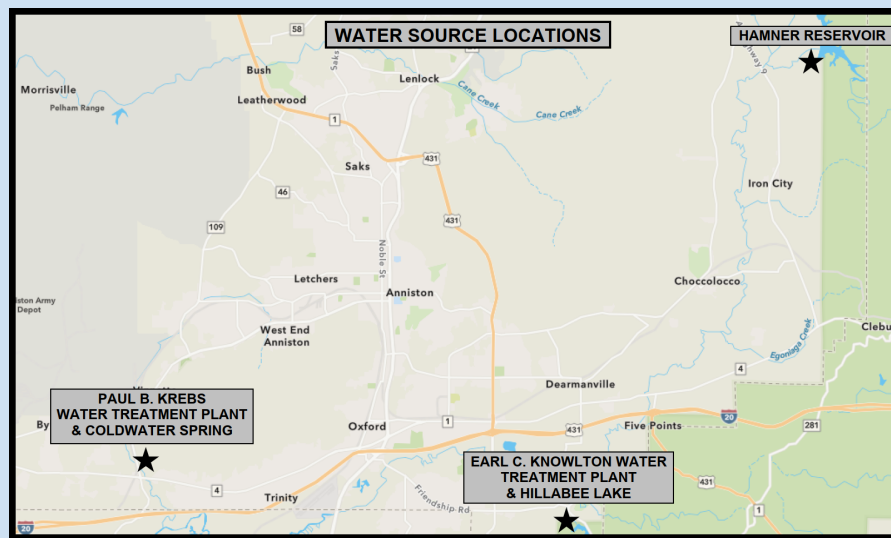 WATER SOURCE LOCATIONS
HAMNER RESERVOIR
58
Bush
Lenlock
Morrisville
Pelham Range
Leatherwood
Cane Creek
Cane Creek
1
431
Saks
46
Iron City
109
431
Noble St
Letchers
Choccolocco
Anniston
Army
Depot
West End
Anniston
Egoniaga Creek
4
Dearmanville
PAUL B. KREBS
WATER TREATMENT PLANT
& COLDWATER SPRING
Oxford
1
431
Five Points
20
281
EARL C. KNOWLTON WATER
TREATMENT PLANT
& HILLABEE LAKE
4
Trinity
Friendship Rd
431
1
20